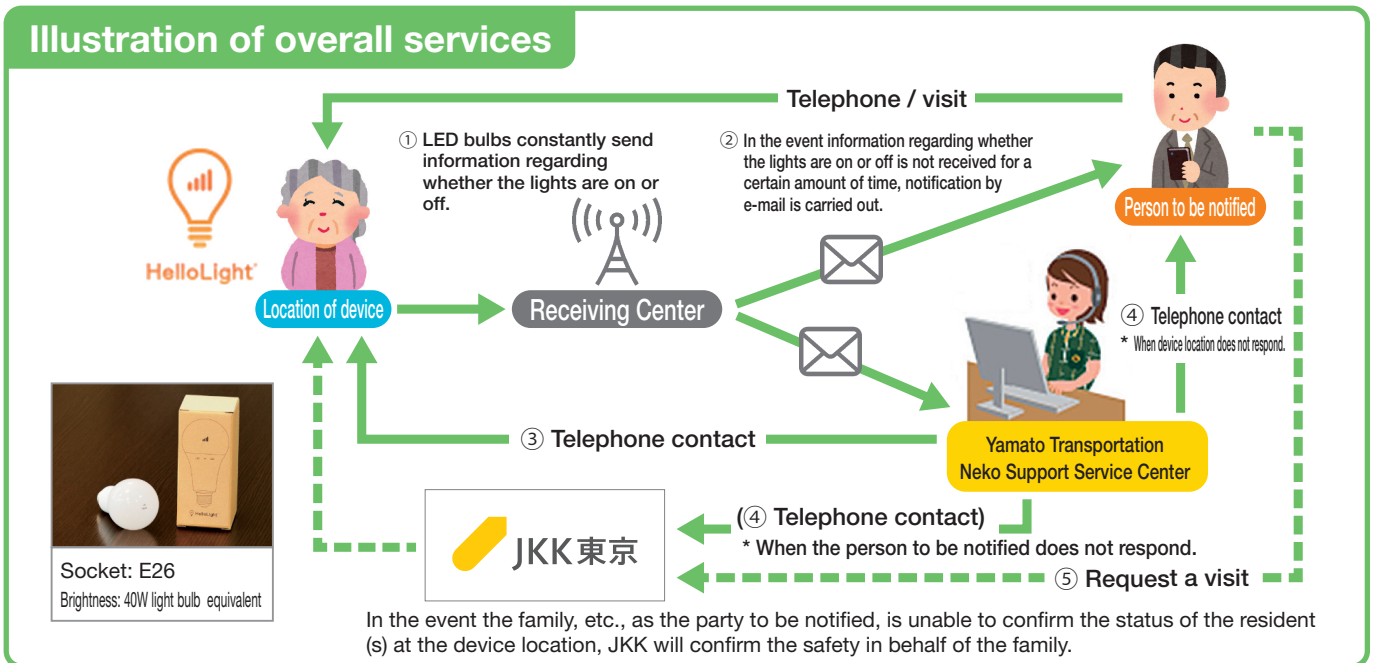 Illustration of overall services
Telephone / visit
① LED bulbs constantly send
information regarding
whether the lights are on or
off.
② In the event information regarding whether
the lights are on or off is not received for a
certain amount of time, notification by
e-mail is carried out.
HelloLight
Location of device
Receiving Center
Person to be notified
④ Telephone contact
* When device location does not respond.
③ Telephone contact
Yamato Transportation
Neko Support Service Center
(④ Telephone contact)
* When the person to be notified does not respond.
JKK東京
⑤ Request a visit
HelloLight
Socket: E26
Brightness: 40W light bulb equivalent
In the event the family, etc., as the party to be notified, is unable to confirm the status of the resident
(s) at the device location, JKK will confirm the safety in behalf of the family.